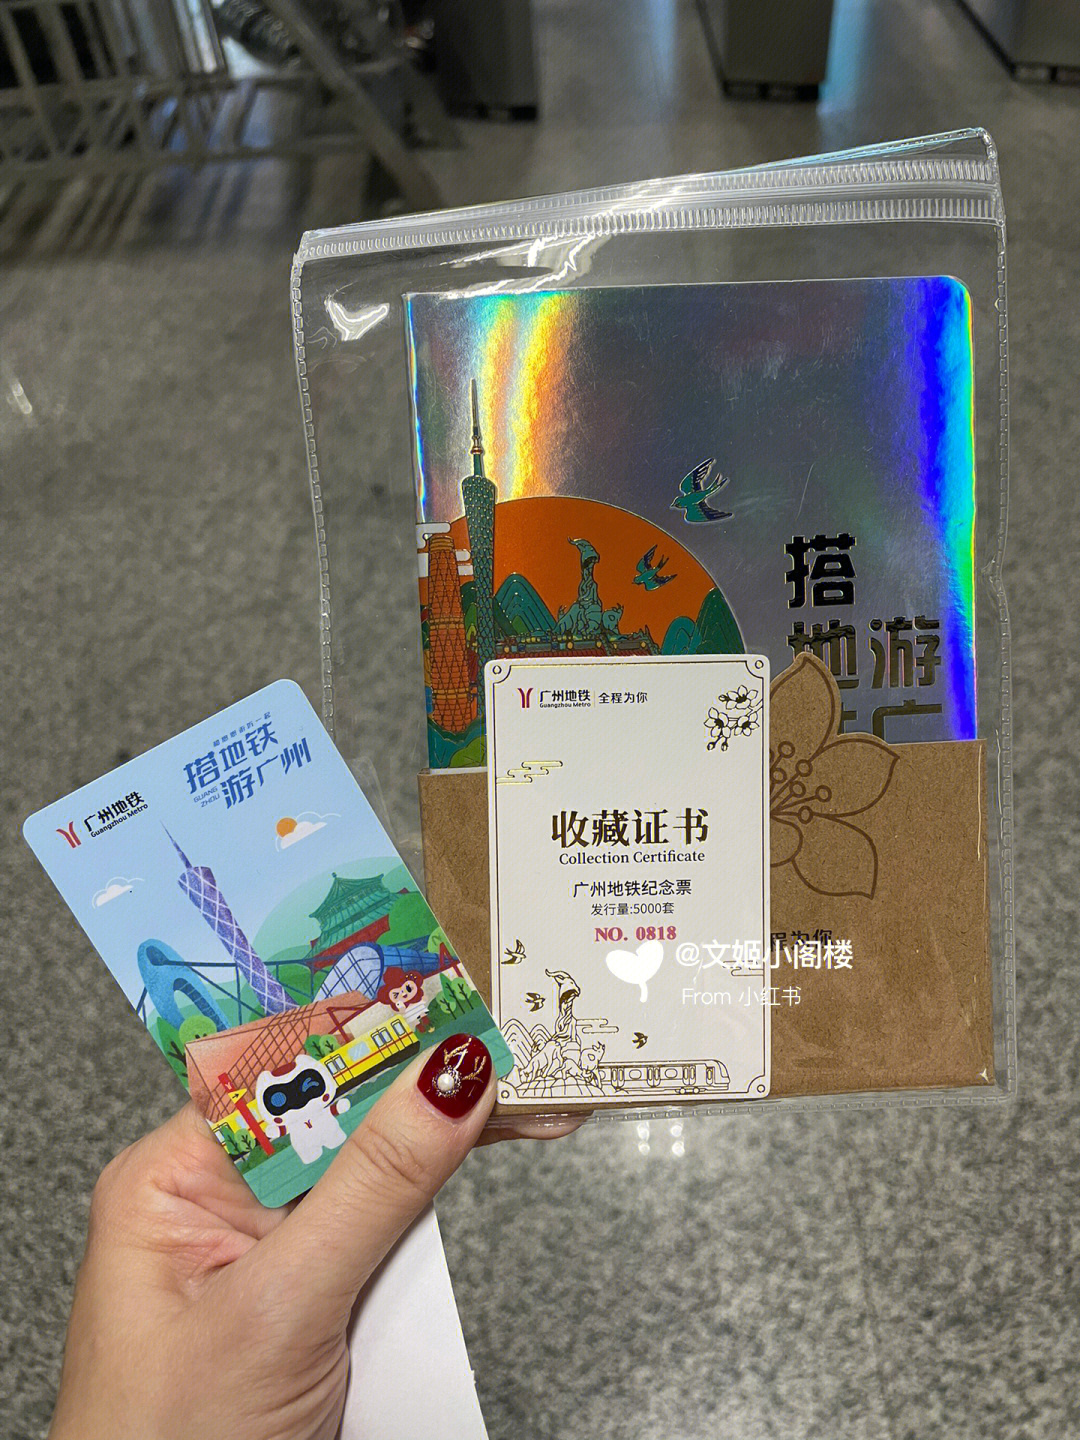 搭
地游
广
广州地铁
Guangzhou Metro
全程为你
收藏证书
Collection Certificate
广州地铁纪念票
发行量:5000套
NO. 0818
程为你
@文姬小阁楼
From 小红书
搭地铁
游广州
GUANG
ZHOU
广州地铁
Guangzhou Metro